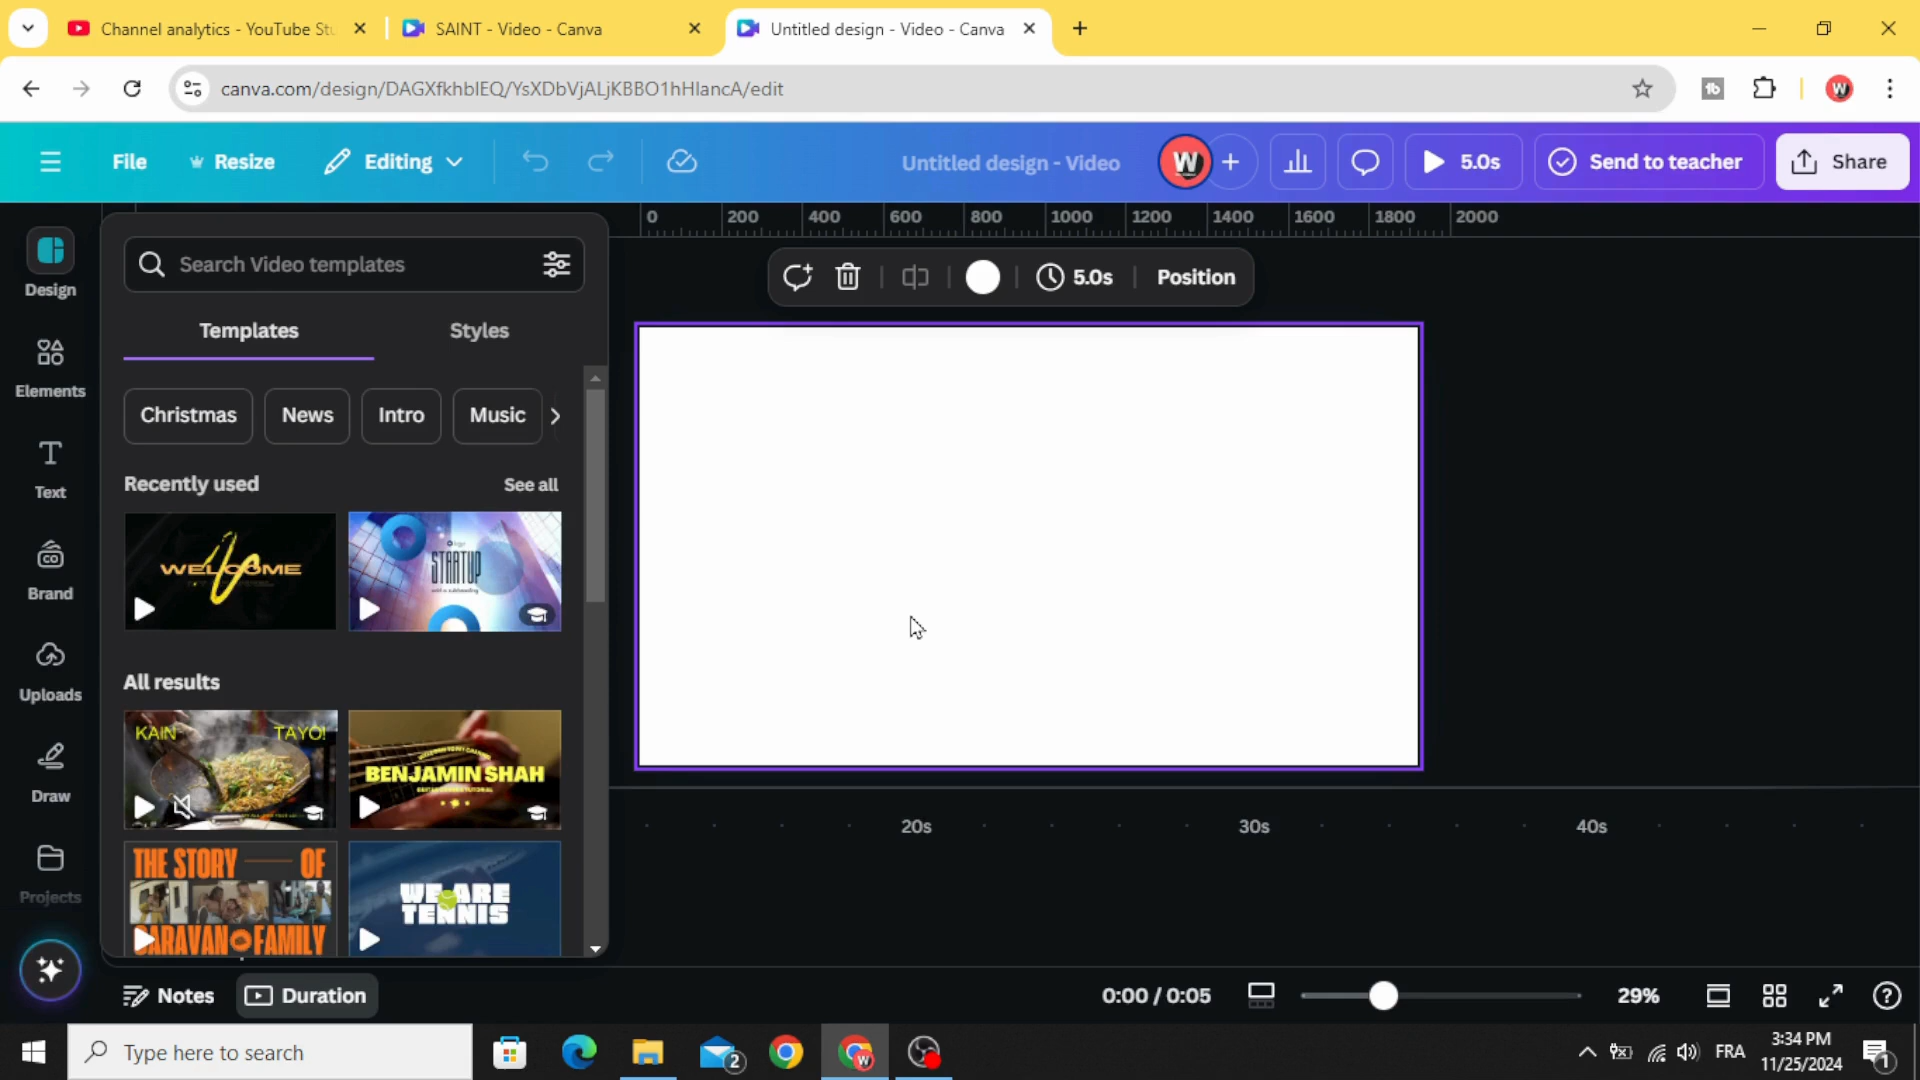 Channel analytics - YouTube Stu
SAINT - Video - Canva
Untitled design - Video - Canva
canva.com/design/DAGXfkhbIEQ/YsXDbVjALjKBBO1hHlancA/edit
File
Resize
Editing
Untitled design - Video
W
5.0s
Send to teacher
Share
0 200 400 600 800 1000 1200 1400 1600 1800 2000
Design
Elements
Text
Brand
Uploads
Draw
Projects
Search Video templates
Templates
Styles
Christmas
News
Intro
Music
Recently used
See all
WELCOME
STARTUP
All results
KAIN TAYO!
BENJAMIN SHAH
THE STORY OF
CARAVAN FAMILY
WE ARE
TENNIS
5.0s
Position
20s
30s
40s
Notes
Duration
0:00 / 0:05
29%
Type here to search
2
FRA
3:34 PM
11/25/2024
1